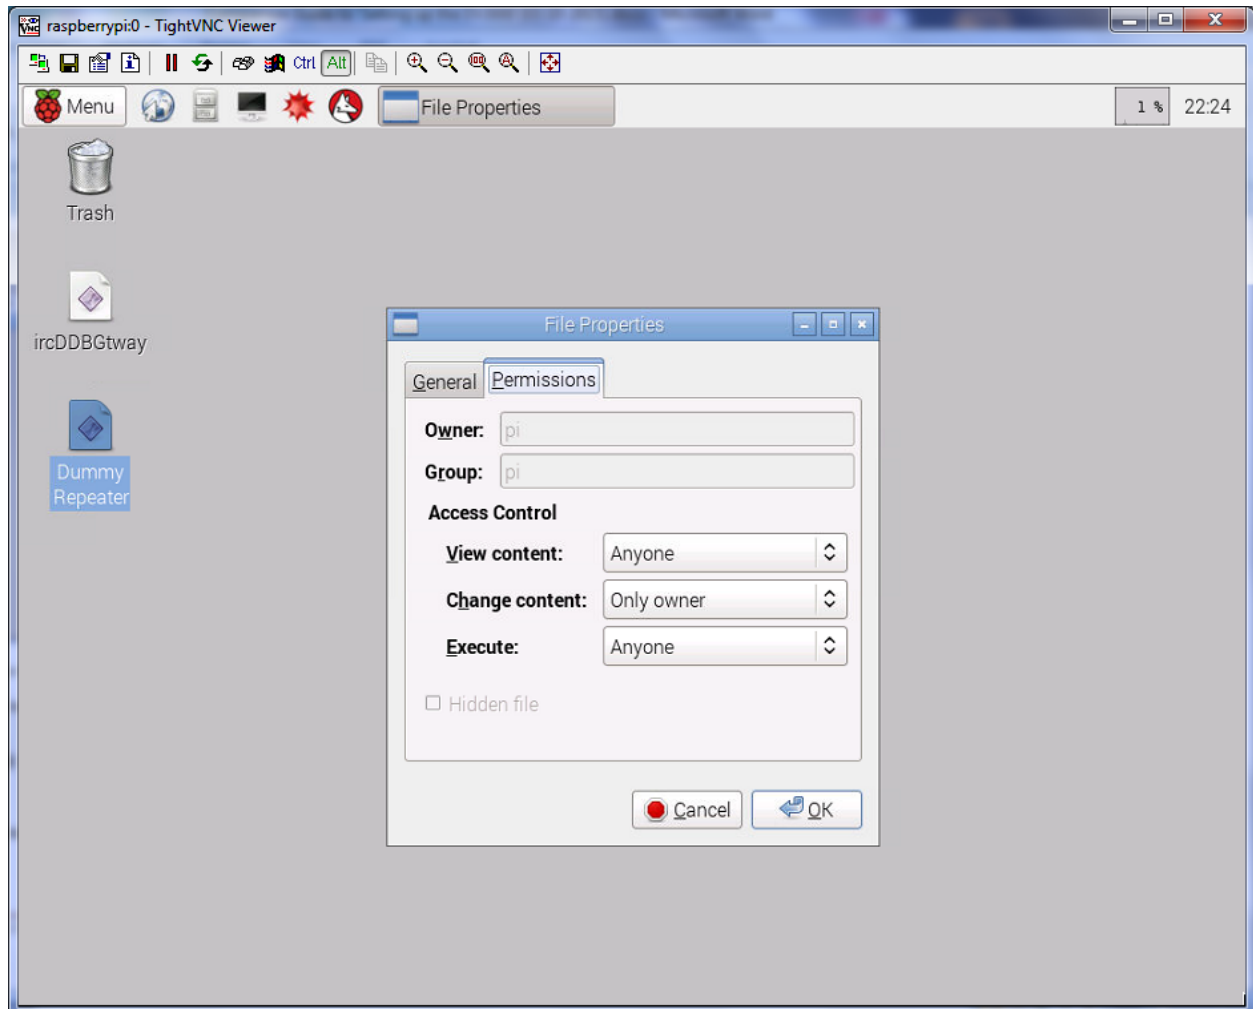 raspberrypi:0 - TightVNC Viewer
Ctrl Alt
Menu
File Properties
1 %
22:24
Trash
ircDDBGtway
Dummy
Repeater
File Properties
General
Permissions
Owner:
pi
Group:
pi
Access Control
View content:
Anyone
Change content:
Only owner
Execute:
Anyone
Hidden file
Cancel
OK